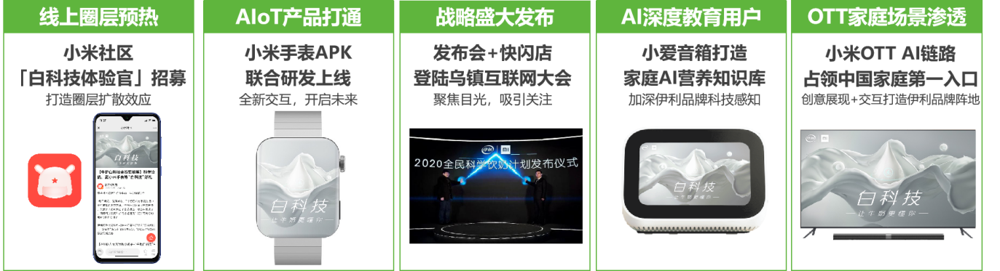 线上圈层预热
小米社区
「白科技体验官」招募
打造圈层扩散效应
白科技
AIoT产品打通
小米手表APK
联合研发上线
全新交互，开启未来
白科技
让牛奶更懂你
战略盛大发布
发布会+快闪店
登陆乌镇互联网大会
聚焦目光，吸引关注
伊利
mi
2020全民科学饮奶计划发布仪式
AI深度教育用户
小爱音箱打造
家庭AI营养知识库
加深伊利品牌科技感知
白科技
让牛奶更懂你
OTT家庭场景渗透
小米OTT AI链路
占领中国家庭第一入口
创意展现+交互打造伊利品牌阵地
伊利
mi
白科技
让牛奶更懂你